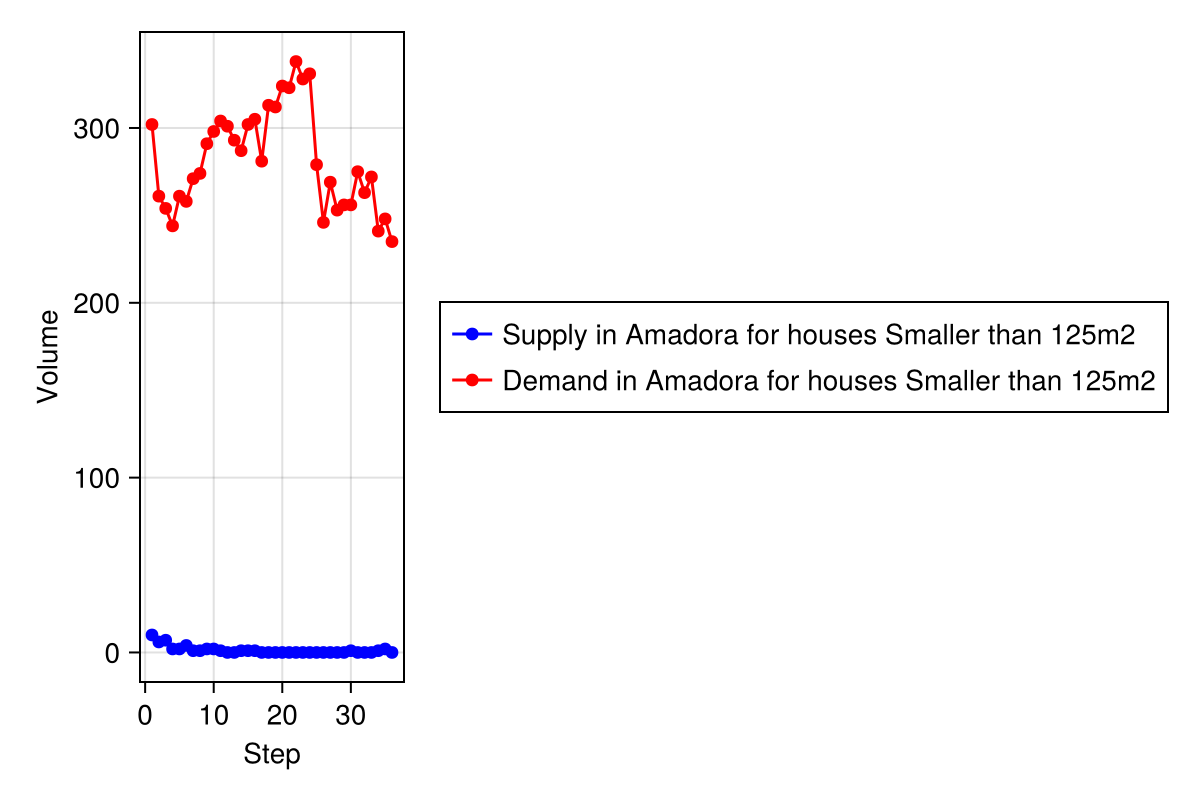 300
200
100
0
Volume
0 10 20 30
Step
Supply in Amadora for houses Smaller than 125m2
Demand in Amadora for houses Smaller than 125m2